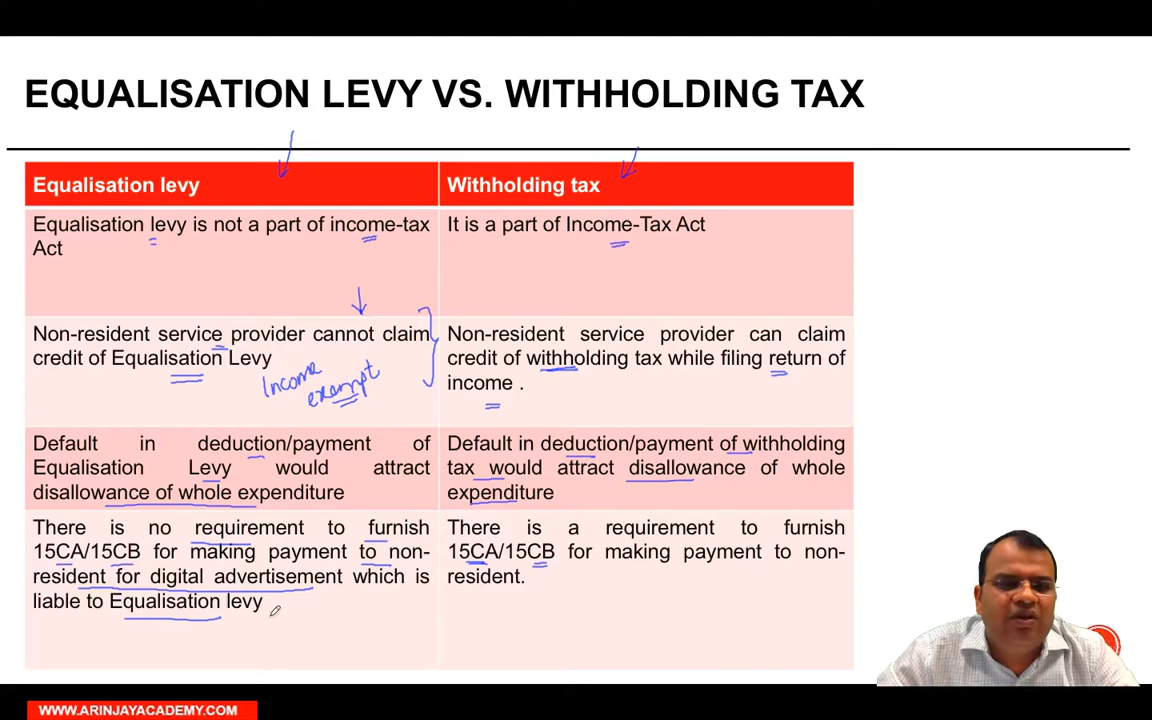 EQUALISATION LEVY VS. WITHHOLDING TAX
Equalisation levy
Withholding tax
Equalisation levy is not a part of income-tax
Act
It is a part of Income-Tax Act
Non-resident service provider cannot claim
credit of Equalisation Levy
Income
exempt
Non-resident service provider can claim
credit of withholding tax while filing return of
income .
Default in deduction/payment of
Equalisation Levy would attract
disallowance of whole expenditure
Default in deduction/payment of withholding
tax would attract disallowance of whole
expenditure
There is no requirement to furnish
15CA/15CB for making payment to non-
resident for digital advertisement which is
liable to Equalisation levy
There is a requirement to furnish
15CA/15CB for making payment to non-
resident.
WWW.ARINJAYACADEMY.COM